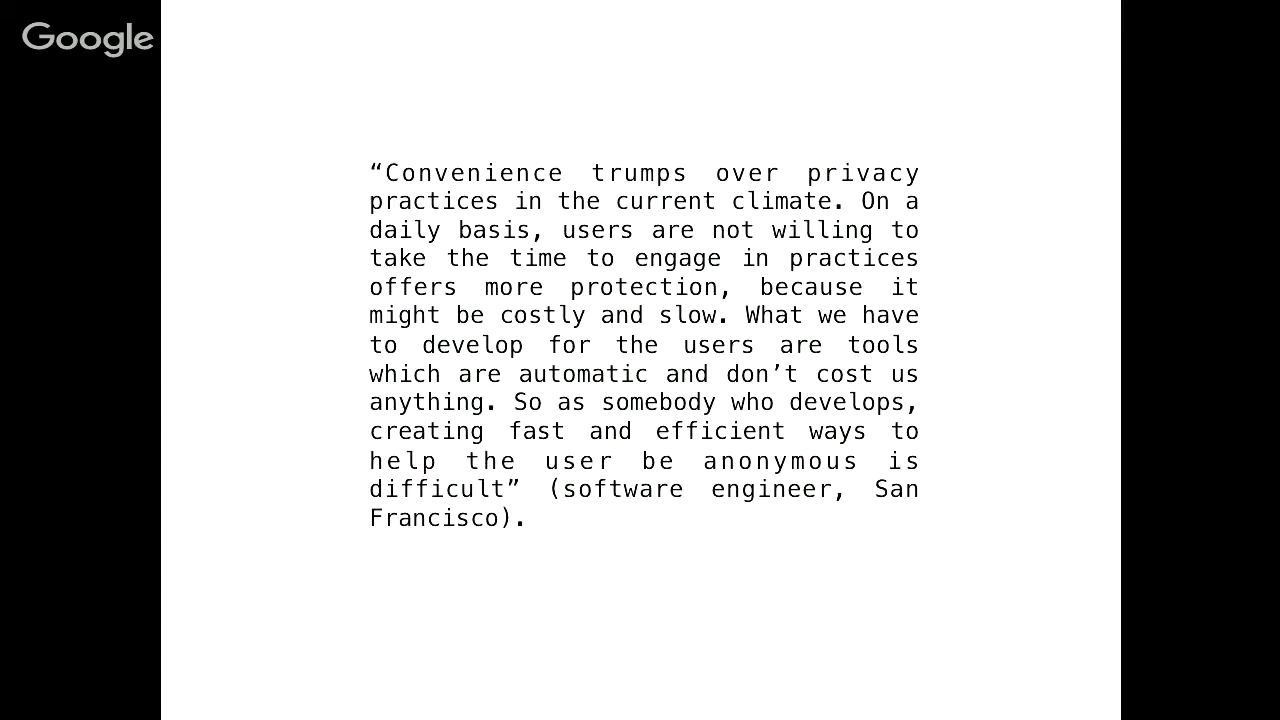 Google
“Convenience trumps over privacy
practices in the current climate. On a
daily basis, users are not willing to
take the time to engage in practices
offers more protection, because it
might be costly and slow. What we have
to develop for the users are tools
which are automatic and don’t cost us
anything. So as somebody who develops,
creating fast and efficient ways to
help the user be anonymous is
difficult” (software engineer, San
Francisco).